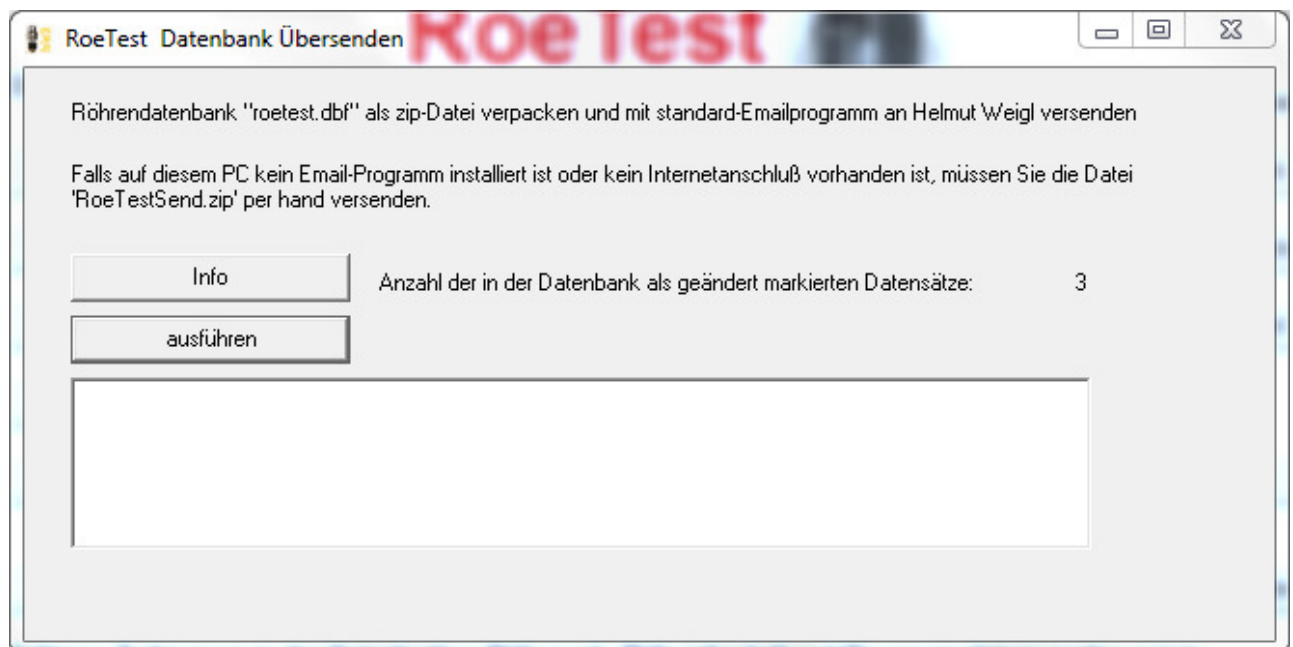 RoeTest
RoeTest Datenbank Übersenden
Röhrendatenbank "roetest.dbf" als zip-Datei verpacken und mit standard-Emailprogramm an Helmut Weigl versenden
Falls auf diesem PC kein Email-Programm installiert ist oder kein Internetanschluß vorhanden ist, müssen Sie die Datei
'RoeTestSend.zip' per hand versenden.
Info
Anzahl der in der Datenbank als geändert markierten Datensätze: 3
ausführen